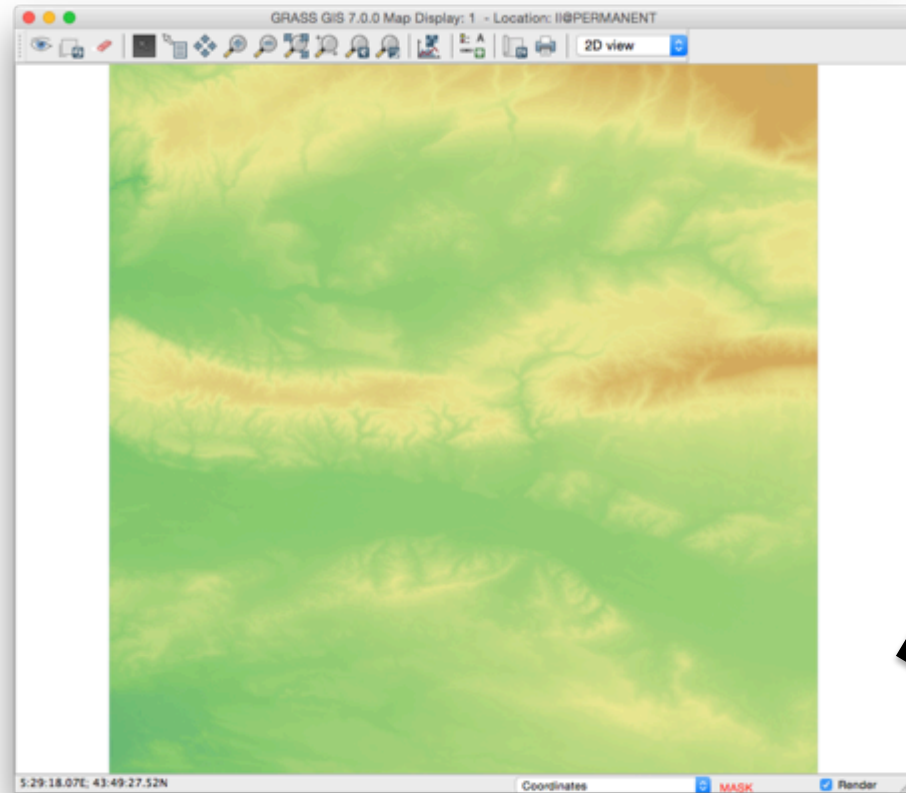 GRASS GIS 7.0.0 Map Display: 1 - Location: II@PERMANENT
2D view
5:29:18.07E; 43:49:27.52N
Coordinates
MASK
Render